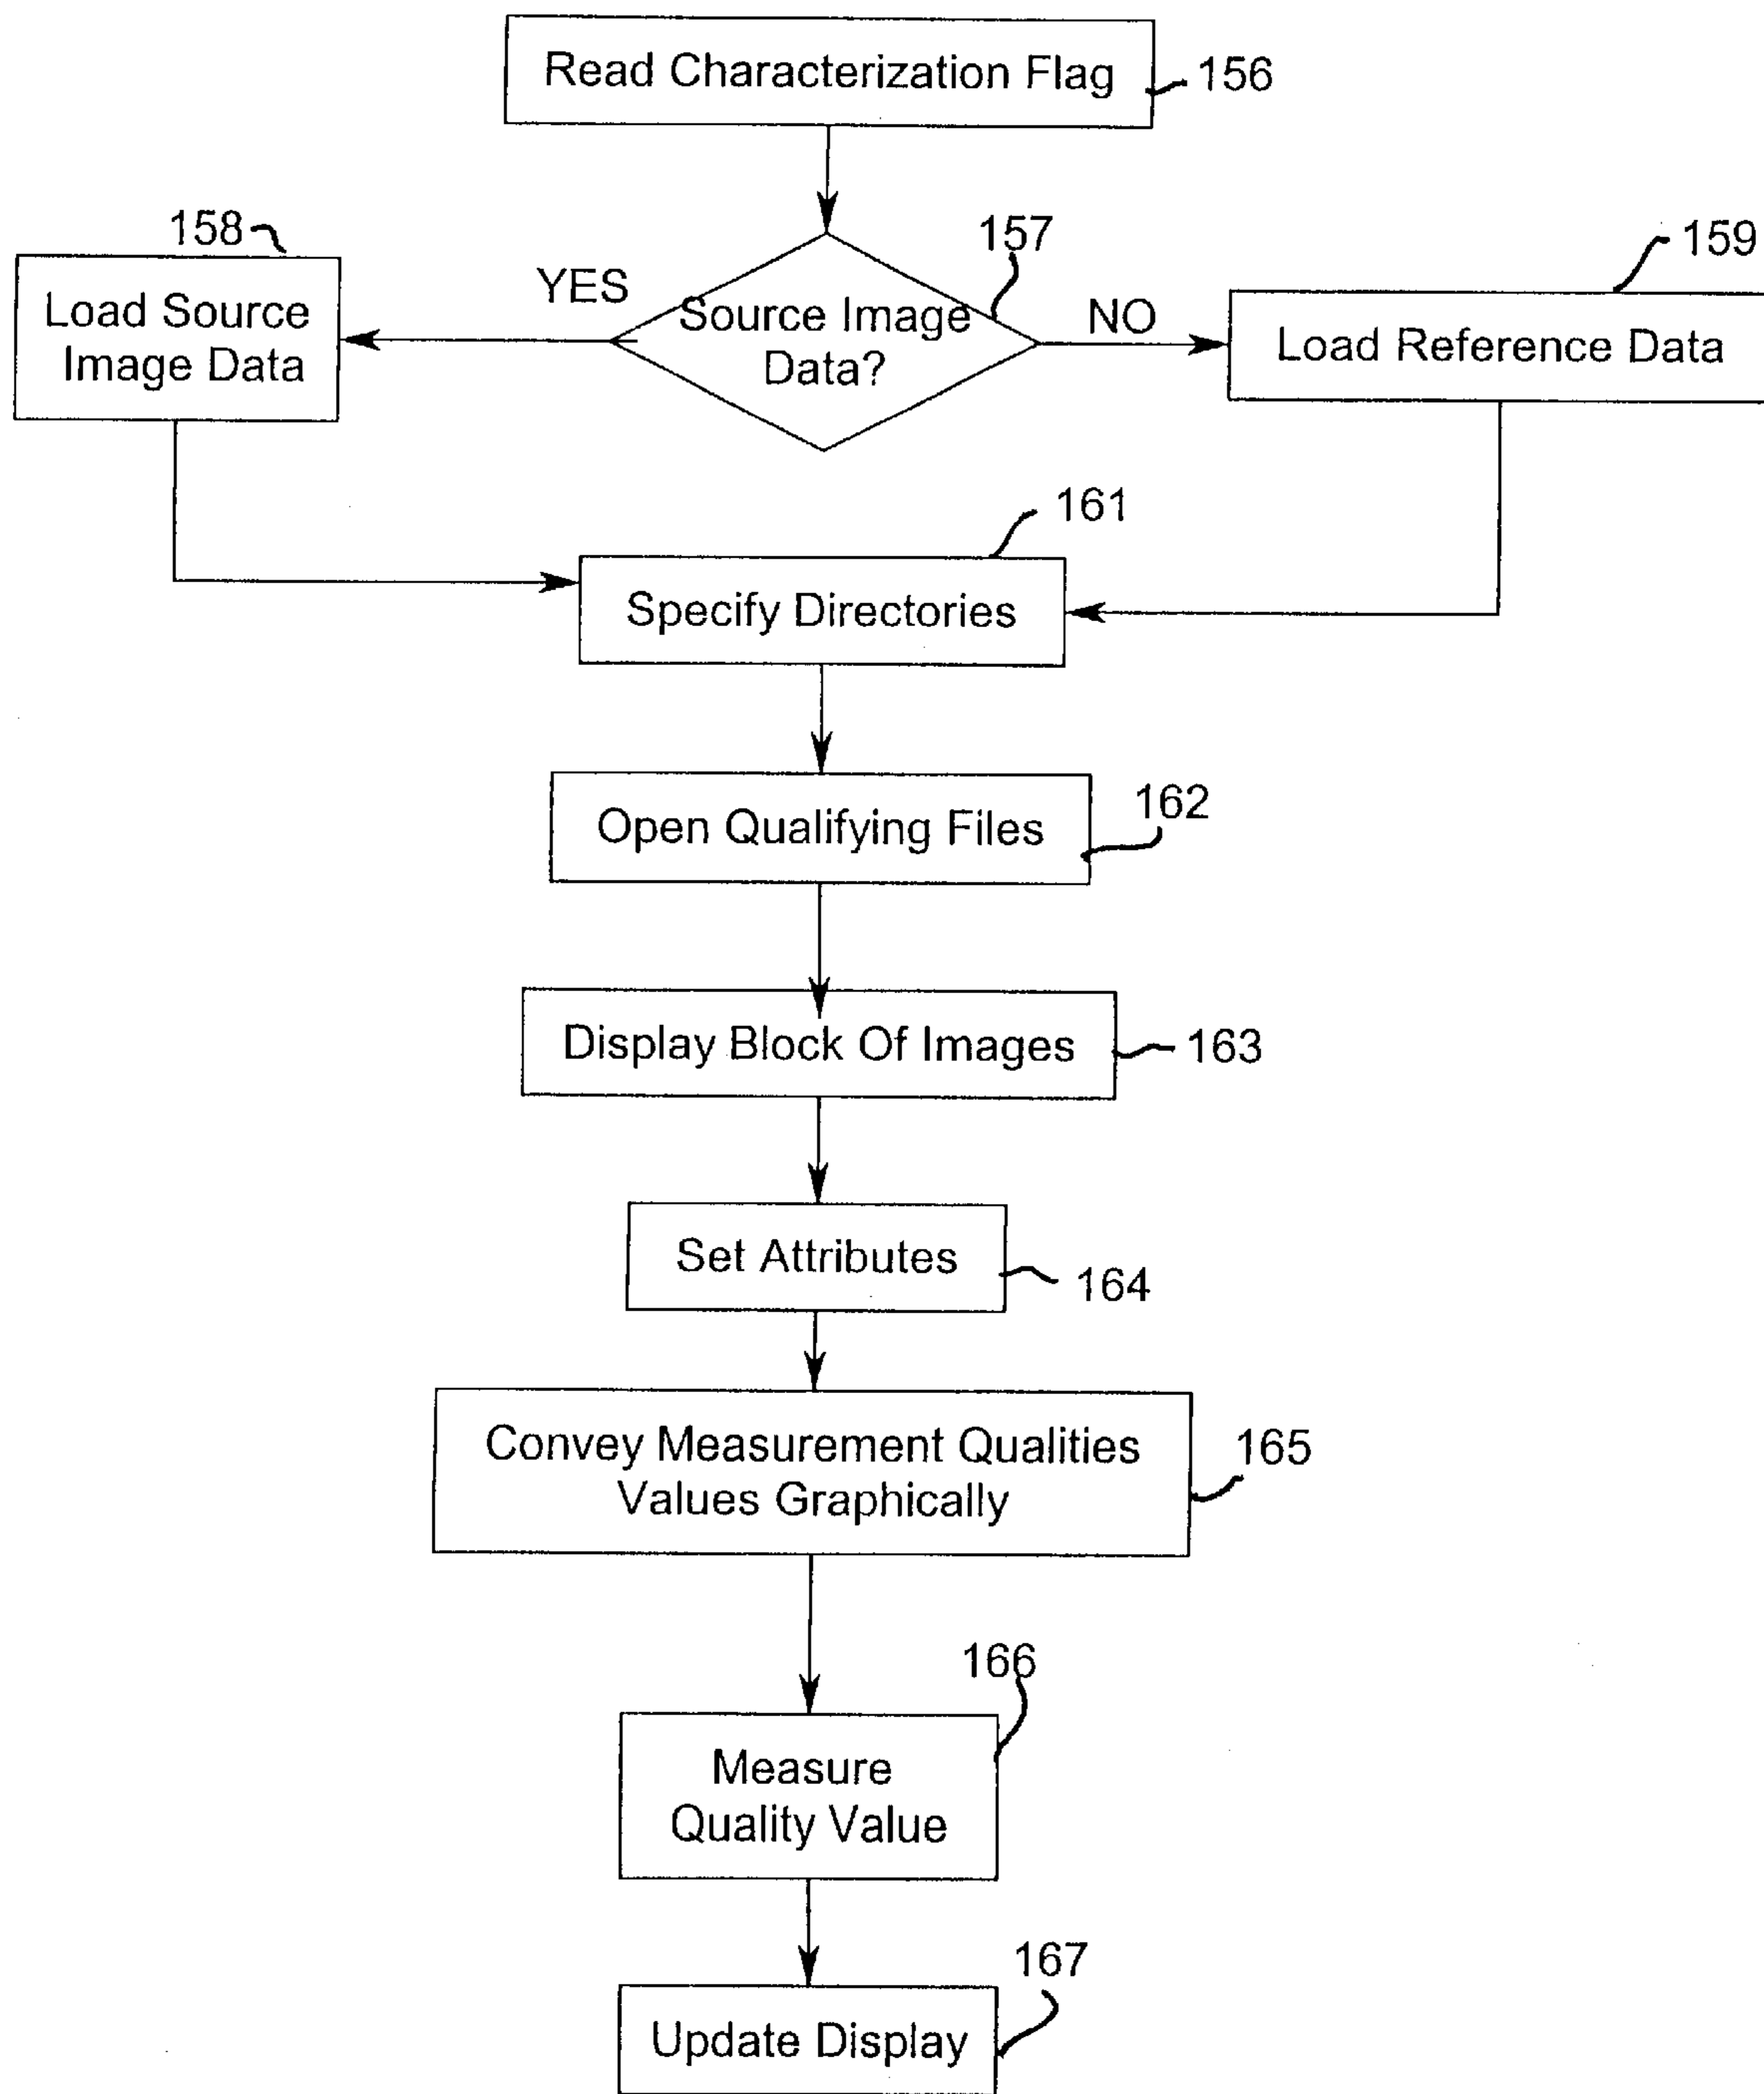 Read Characterization Flag
156
158
157
159
YES
Load Source
Image Data
Source Image
Data?
NO
Load Reference Data
161
Specify Directories
162
Open Qualifying Files
Display Block Of Images
163
Set Attributes
164
Convey Measurement Qualities
Values Graphically
165
166
Measure
Quality Value
167
Update Display